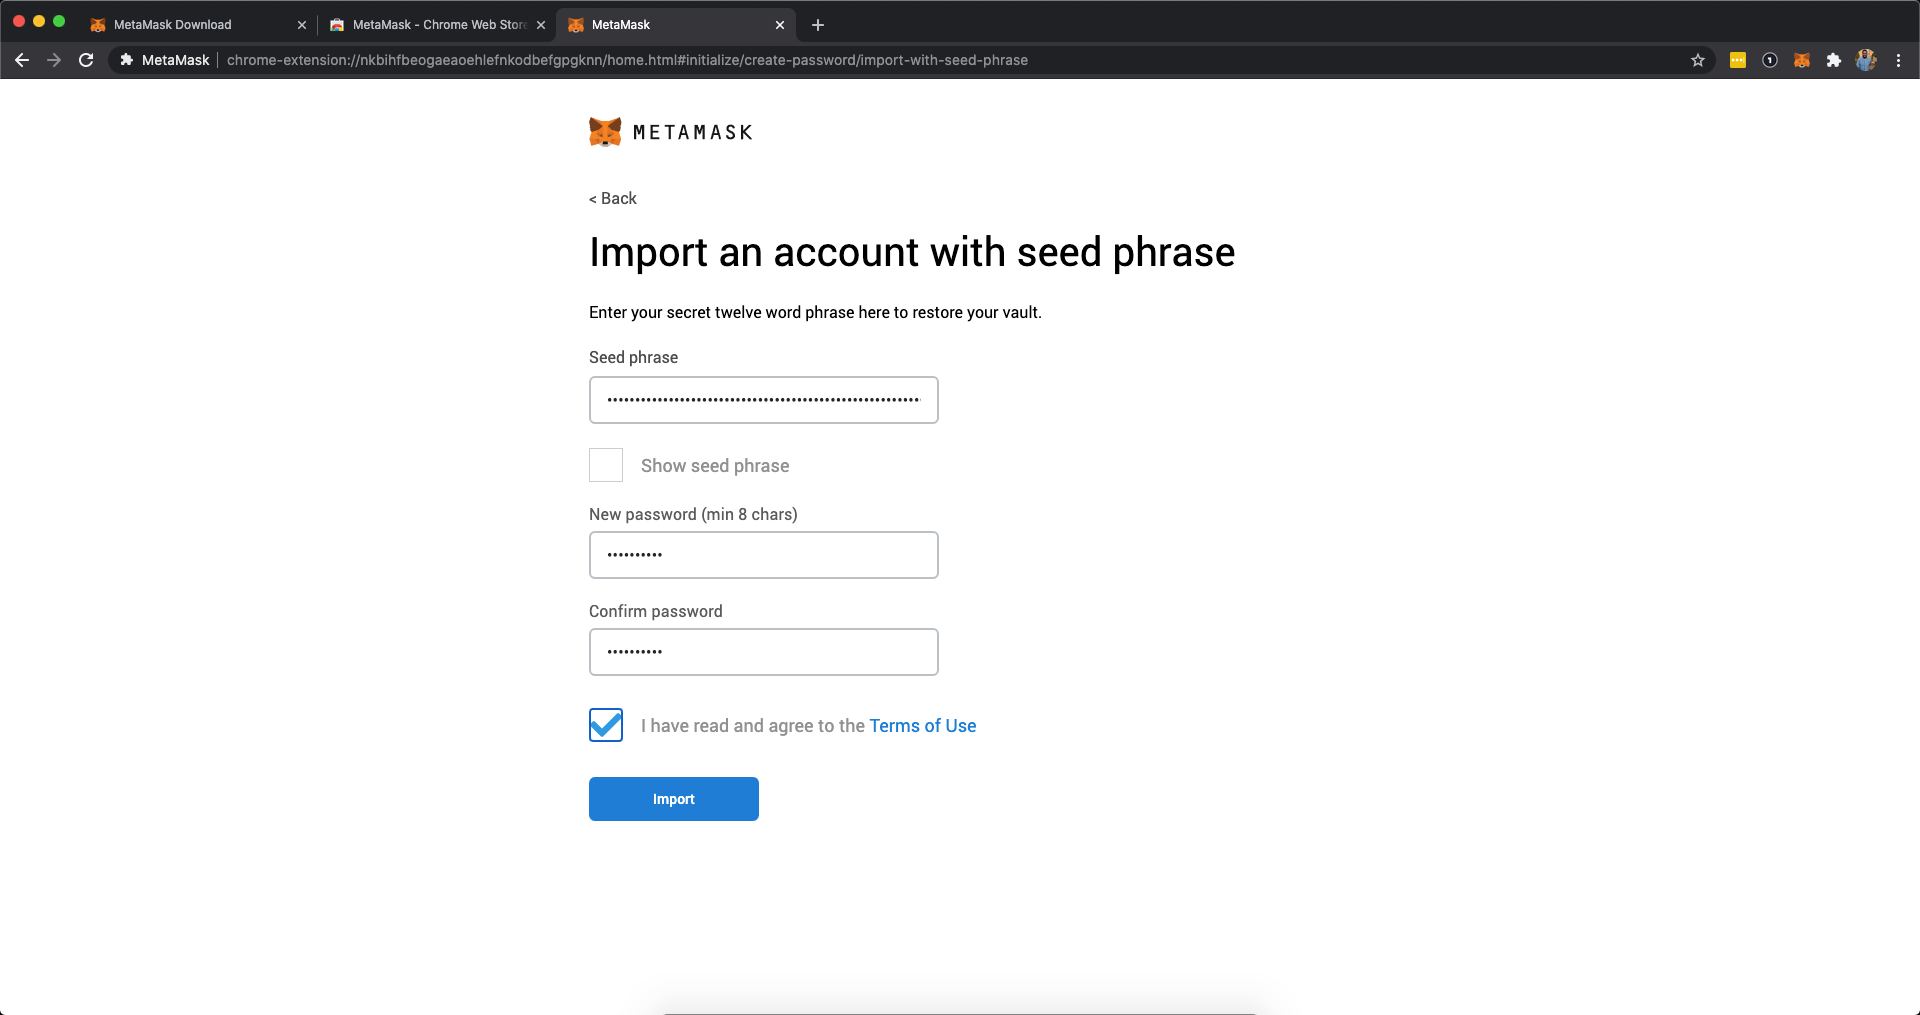 MetaMask Download
MetaMask - Chrome Web Store
MetaMask
MetaMask
chrome-extension://nkbihfbeogaeaoehlefnkodbefgpgknn/home.html#initialize/create-password/import-with-seed-phrase
METAMASK
< Back
Import an account with seed phrase
Enter your secret twelve word phrase here to restore your vault.
Seed phrase
Show seed phrase
New password (min 8 chars)
Confirm password
I have read and agree to the Terms of Use
Import